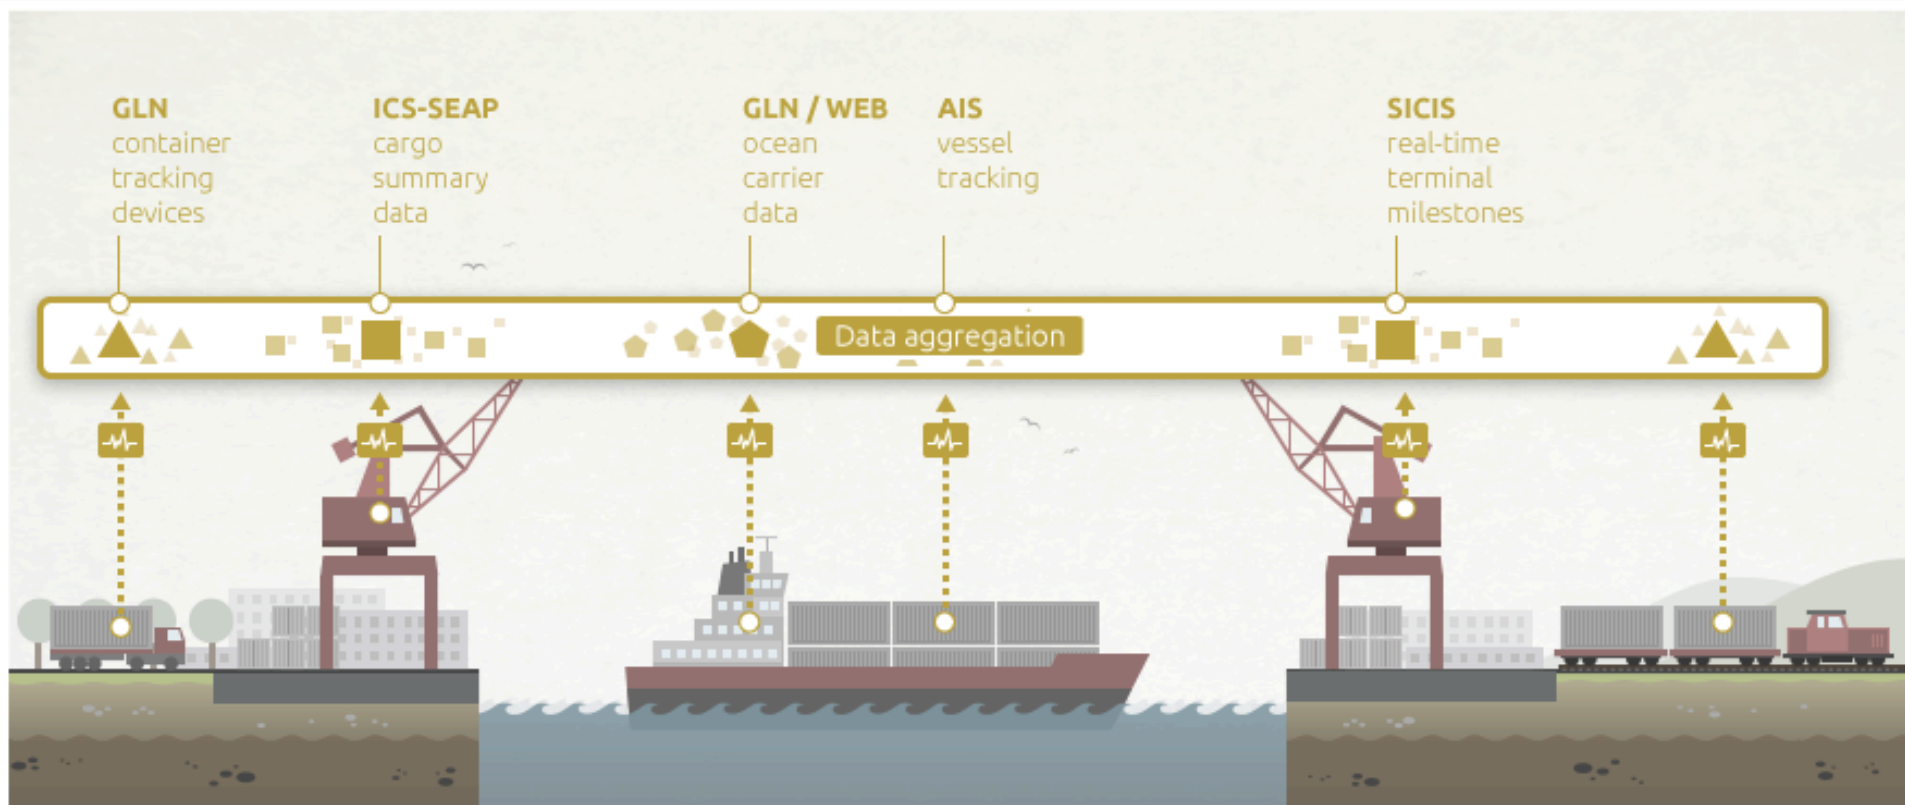 GLN
container
tracking
devices
ICS-SEAP
cargo
summary
data
GLN / WEB
ocean
carrier
data
AIS
vessel
tracking
SICIS
real-time
terminal
milestones
Data aggregation